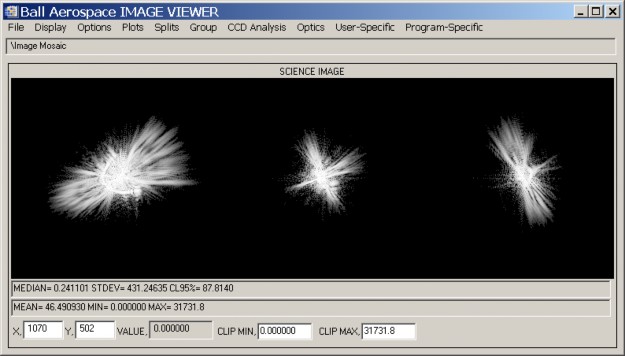 Ball Aerospace IMAGE VIEWER
File Display Options Plots Splits Group CCD Analysis Optics User-Specific Program-Specific
\Image Mosaic
SCIENCE IMAGE
MEDIAN= 0.241101 STDEV= 431.24635 CL95%= 87.8140
MEAN= 46.490930 MIN= 0.000000 MAX= 31731.8
X, 1070 Y, 502 VALUE, 0.000000 CLIP MIN, 0.000000 CLIP MAX, 31731.8